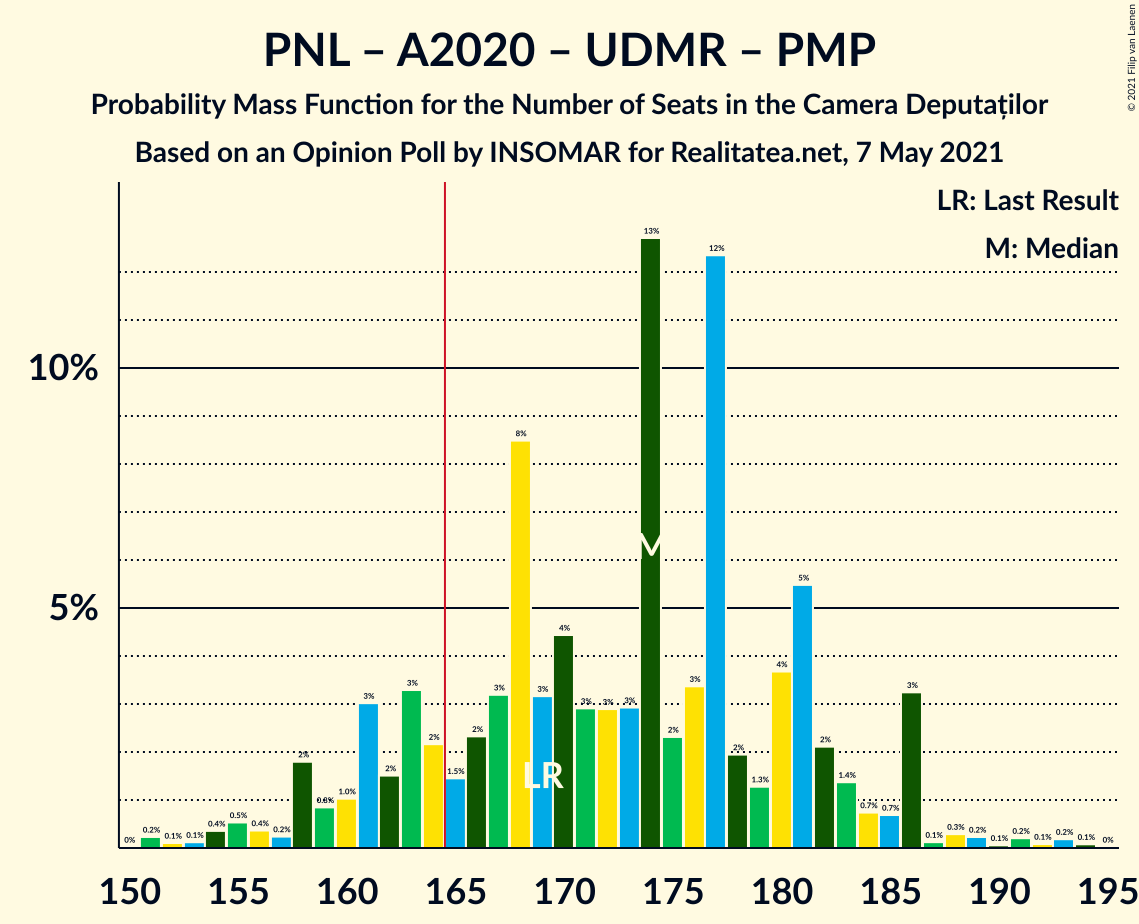 PNL – A2020 – UDMR – PMP
Probability Mass Function for the Number of Seats in the Camera Deputaților
Based on an Opinion Poll by INSOMAR for Realitatea.net, 7 May 2021
© 2021 Filip van Laenen
LR: Last Result
M: Median
10%
5%
0% 0.2% 0.1% 0.1% 0.4% 0.5% 0.4% 0.2% 2% 0.8% 1.0% 3% 2% 3% 2% 1.5% 2% 3% 8% 3% 4% 3% 3% 3% 13% 2% 3% 12% 2% 1.3% 4% 5% 2% 1.4% 0.7% 0.7% 3% 0.1% 0.3% 0.2% 0.1% 0.2% 0.1% 0.2% 0.1% 0%
M
LR
150 155 160 165 170 175 180 185 190 195